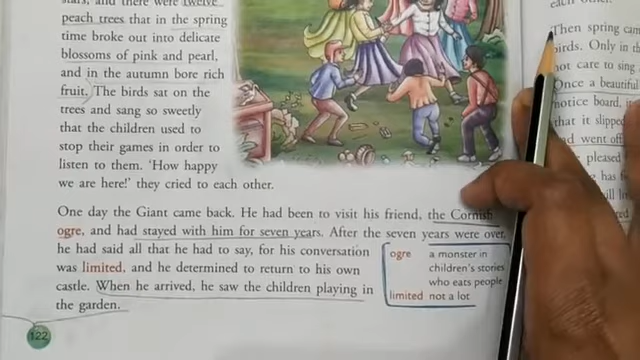 stars, and there were twelve
peach trees that in the spring
time broke out into delicate
blossoms of pink and pearl,
and in the autumn bore rich
fruit. The birds sat on the
trees and sang so sweetly
that the children used to
stop their games in order to
listen to them. 'How happy
we are here!' they cried to each other.
One day the Giant came back. He had been to visit his friend, the Cornish
ogre, and had stayed with him for seven years. After the seven years were over,
he had said all that he had to say, for his conversation
was limited, and he determined to return to his own
castle. When he arrived, he saw the children playing in
the garden.
ogre a monster in
children's stories
who eats people
limited not a lot
122
each other.
Then spring
birds. Only in
not care to sing
Once a beautiful
notice board,
that it slipped
and went off
pleased